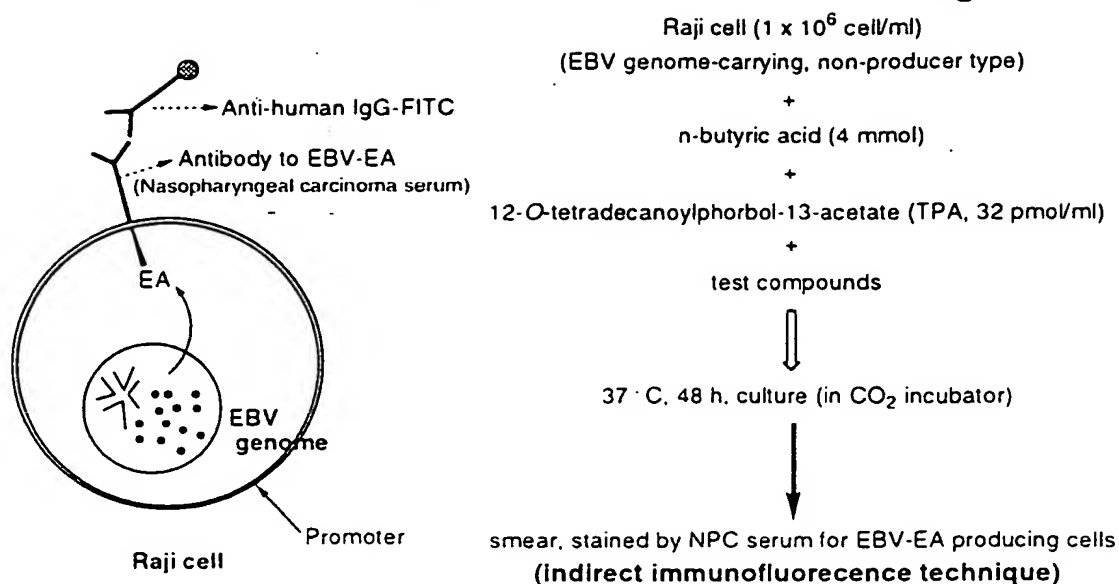 Anti-human IgG-FITC
Antibody to EBV-EA
(Nasopharyngeal carcinoma serum)
EA
EBV
genome
Promoter
Raji cell
Raji cell (1 x 10⁶ cell/ml)
(EBV genome-carrying, non-producer type)
+
n-butyric acid (4 mmol)
+
12-O-tetradecanoylphorbol-13-acetate (TPA, 32 pmol/ml)
+
test compounds
37 ° C, 48 h, culture (in CO₂ incubator)
smear, stained by NPC serum for EBV-EA producing cells
(indirect immunofluorecence technique)